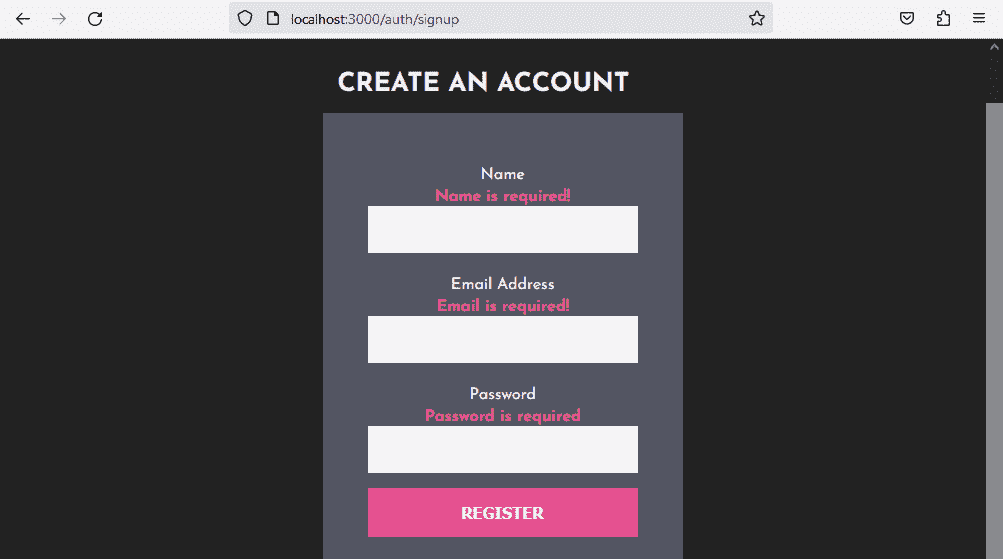 localhost:3000/auth/signup
CREATE AN ACCOUNT
Name
Name is required!
Email Address
Email is required!
Password
Password is required
REGISTER